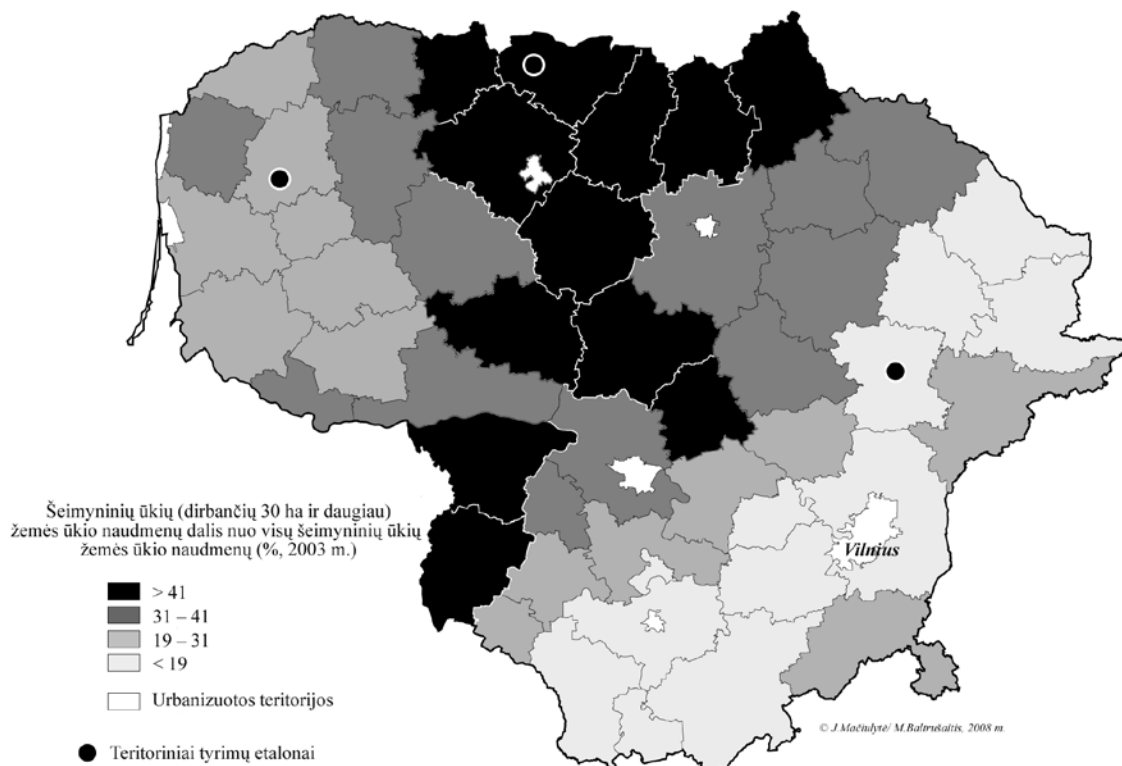 Vilnius
Šeimyninių ūkių (dirbančių 30 ha ir daugiau)
žemės ūkio naudmenų dalis nuo visų šeimyninių ūkių
žemės ūkio naudmenų (%, 2003 m.)
> 41
31 – 41
19 – 31
< 19
Urbanizuotos teritorijos
Teritoriniai tyrimų etalonai
© J.Mačiulytė/ M.Baltrušaitis, 2008 m.